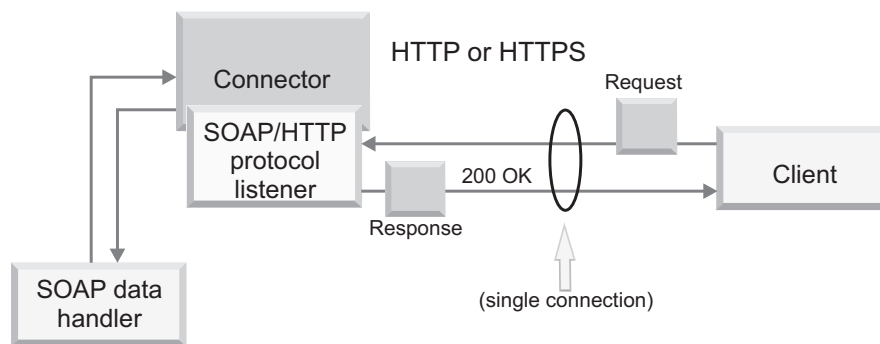 HTTP or HTTPS
Connector
Request
SOAP/HTTP
protocol
listener
200 OK
Client
Response
SOAP data
handler
(single connection)